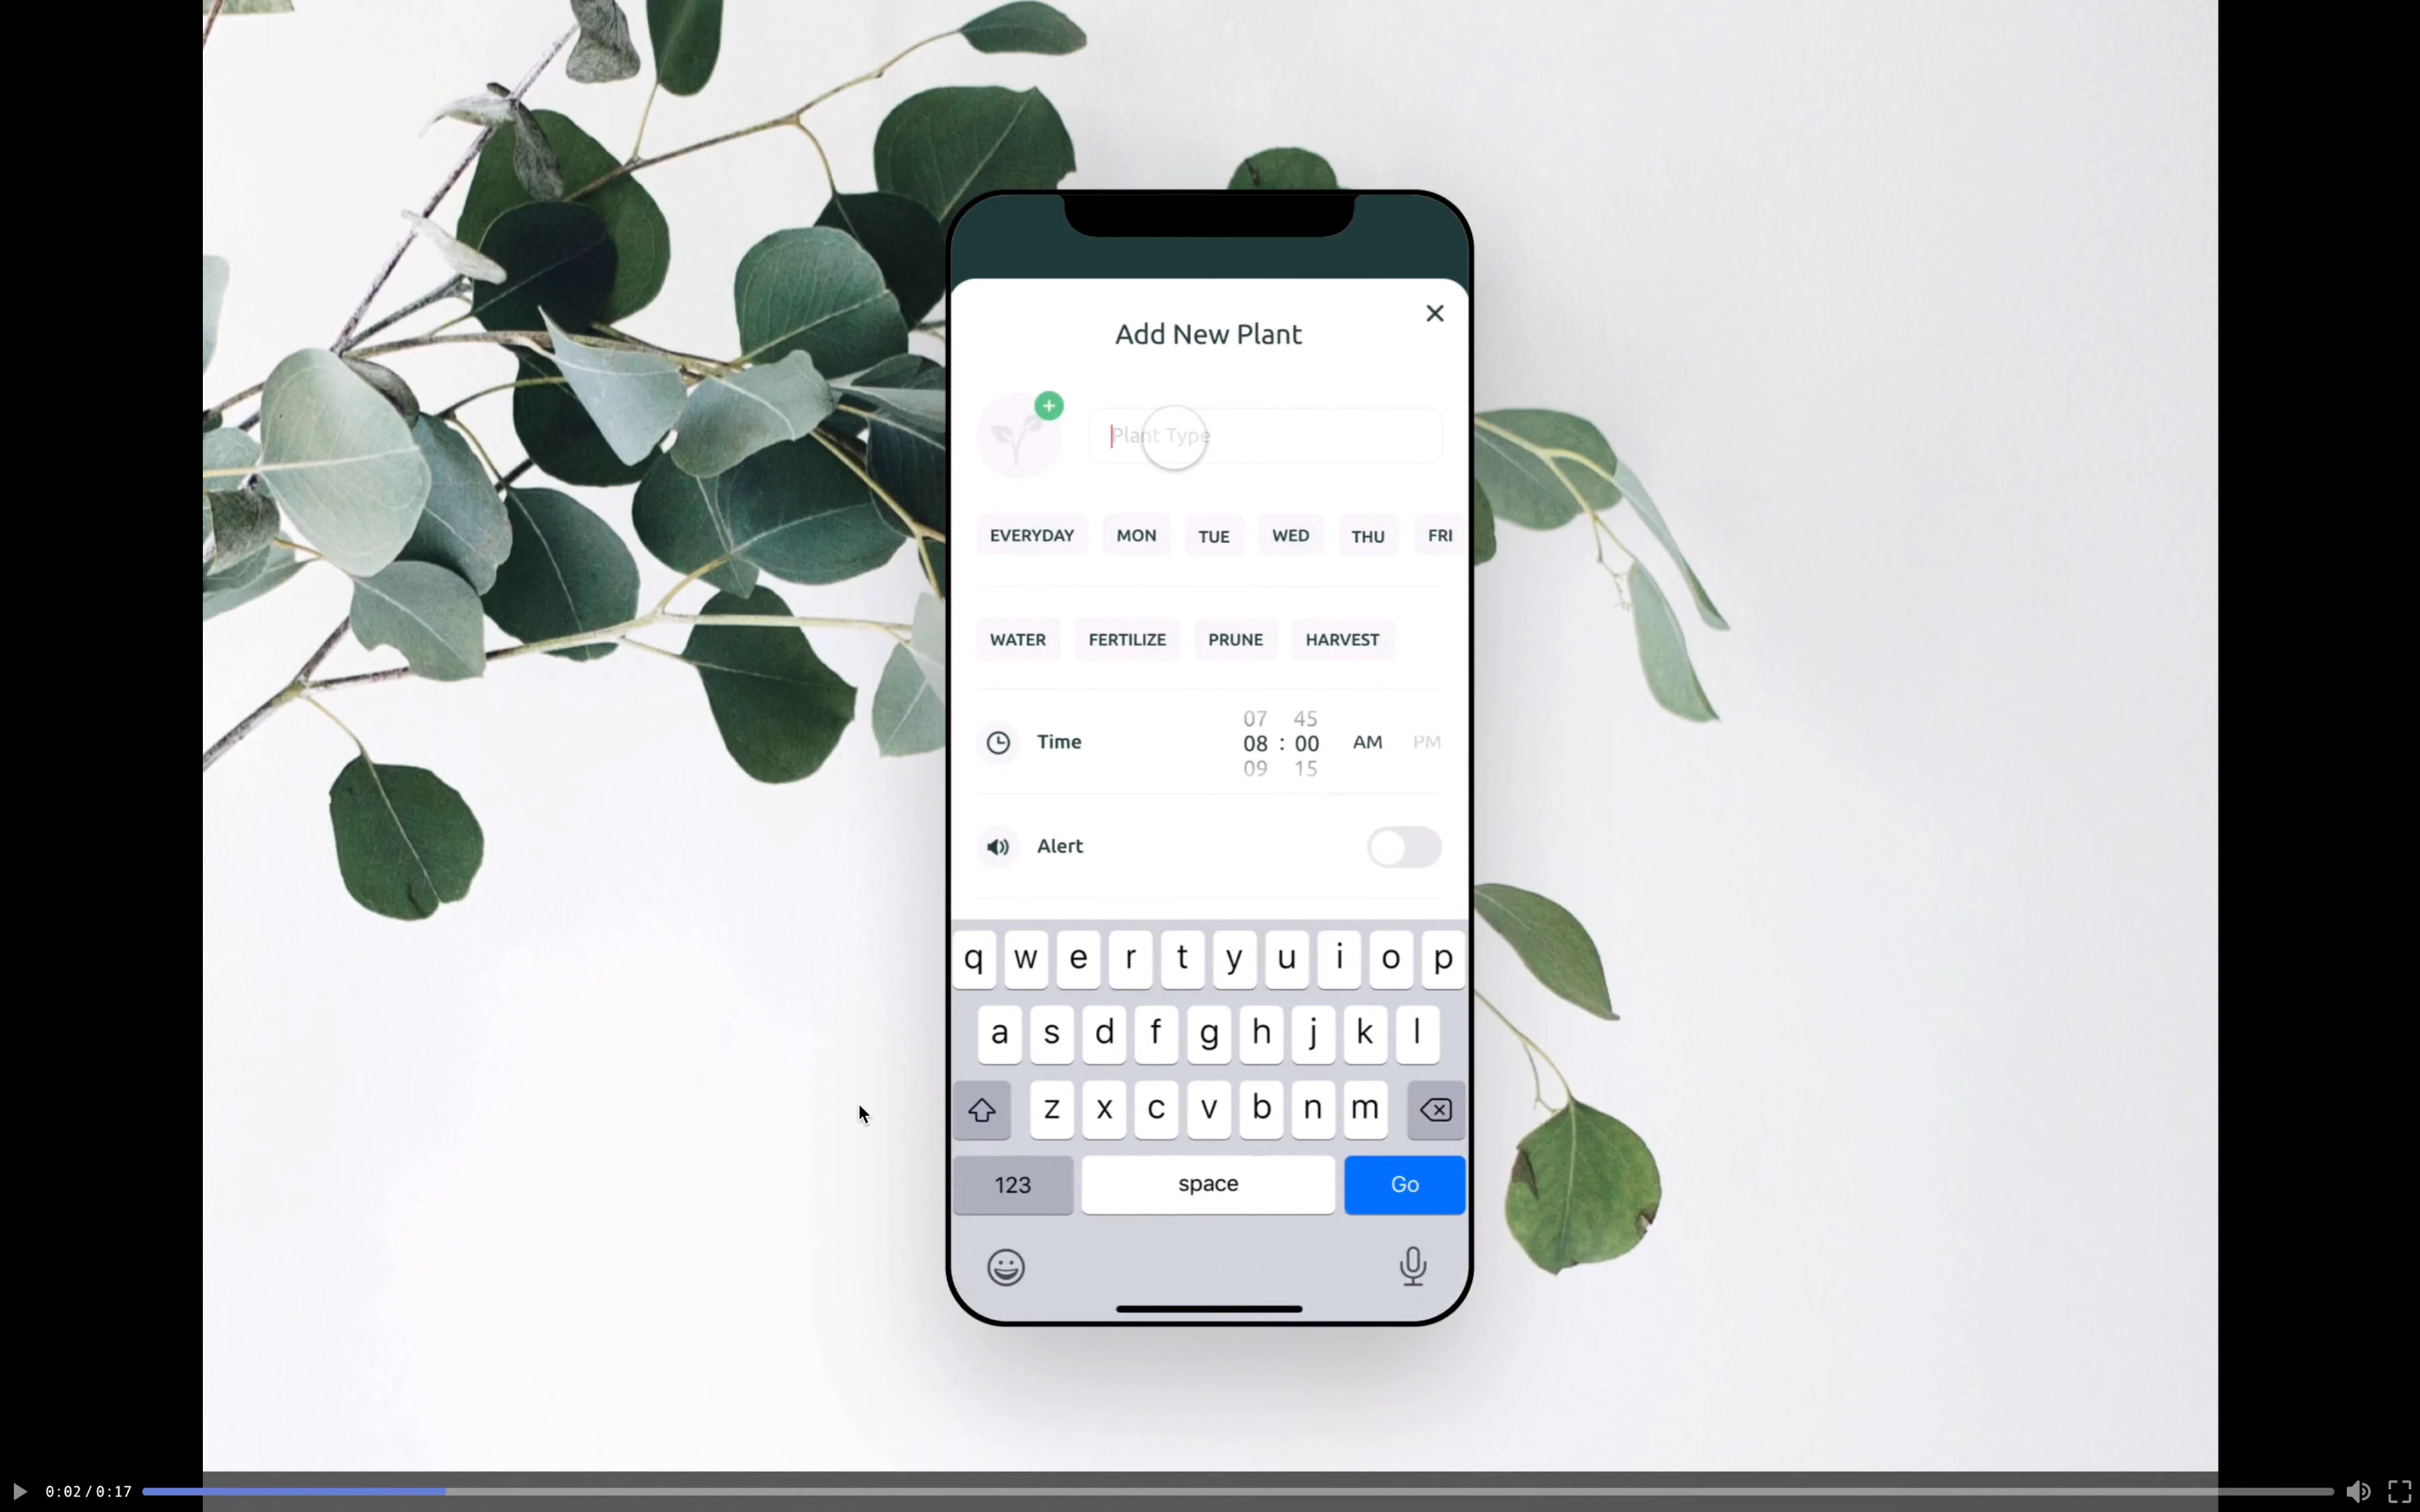 Add New Plant
Plant Type
EVERYDAY MON TUE WED THU FRI
WATER FERTILIZE PRUNE HARVEST
07 45
Time 08 : 00 AM PM
09 15
Alert
q w e r t y u i o p
a s d f g h j k l
z x c v b n m
123 space Go
0:02/0:17